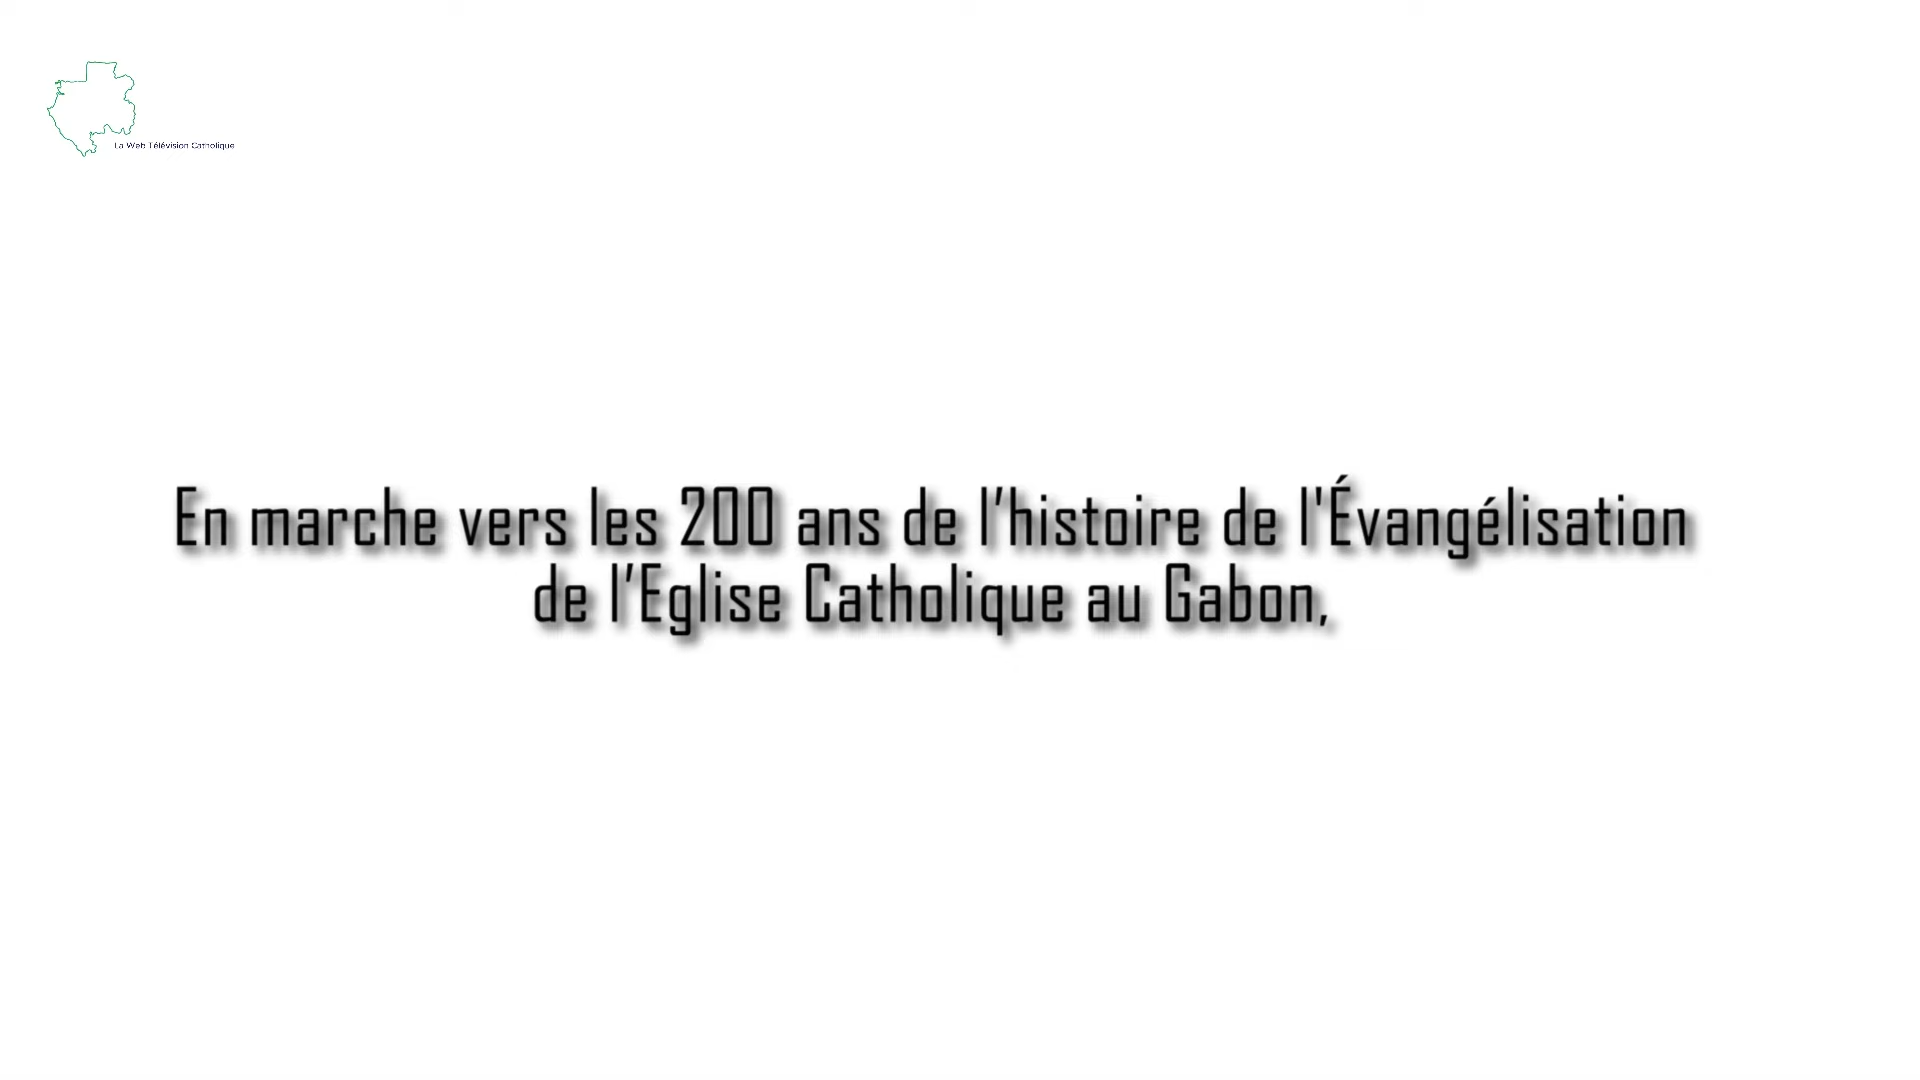 La Web Télévision Catholique
En marche vers les 200 ans de l’histoire de l'Évangélisation
de l’Eglise Catholique au Gabon,